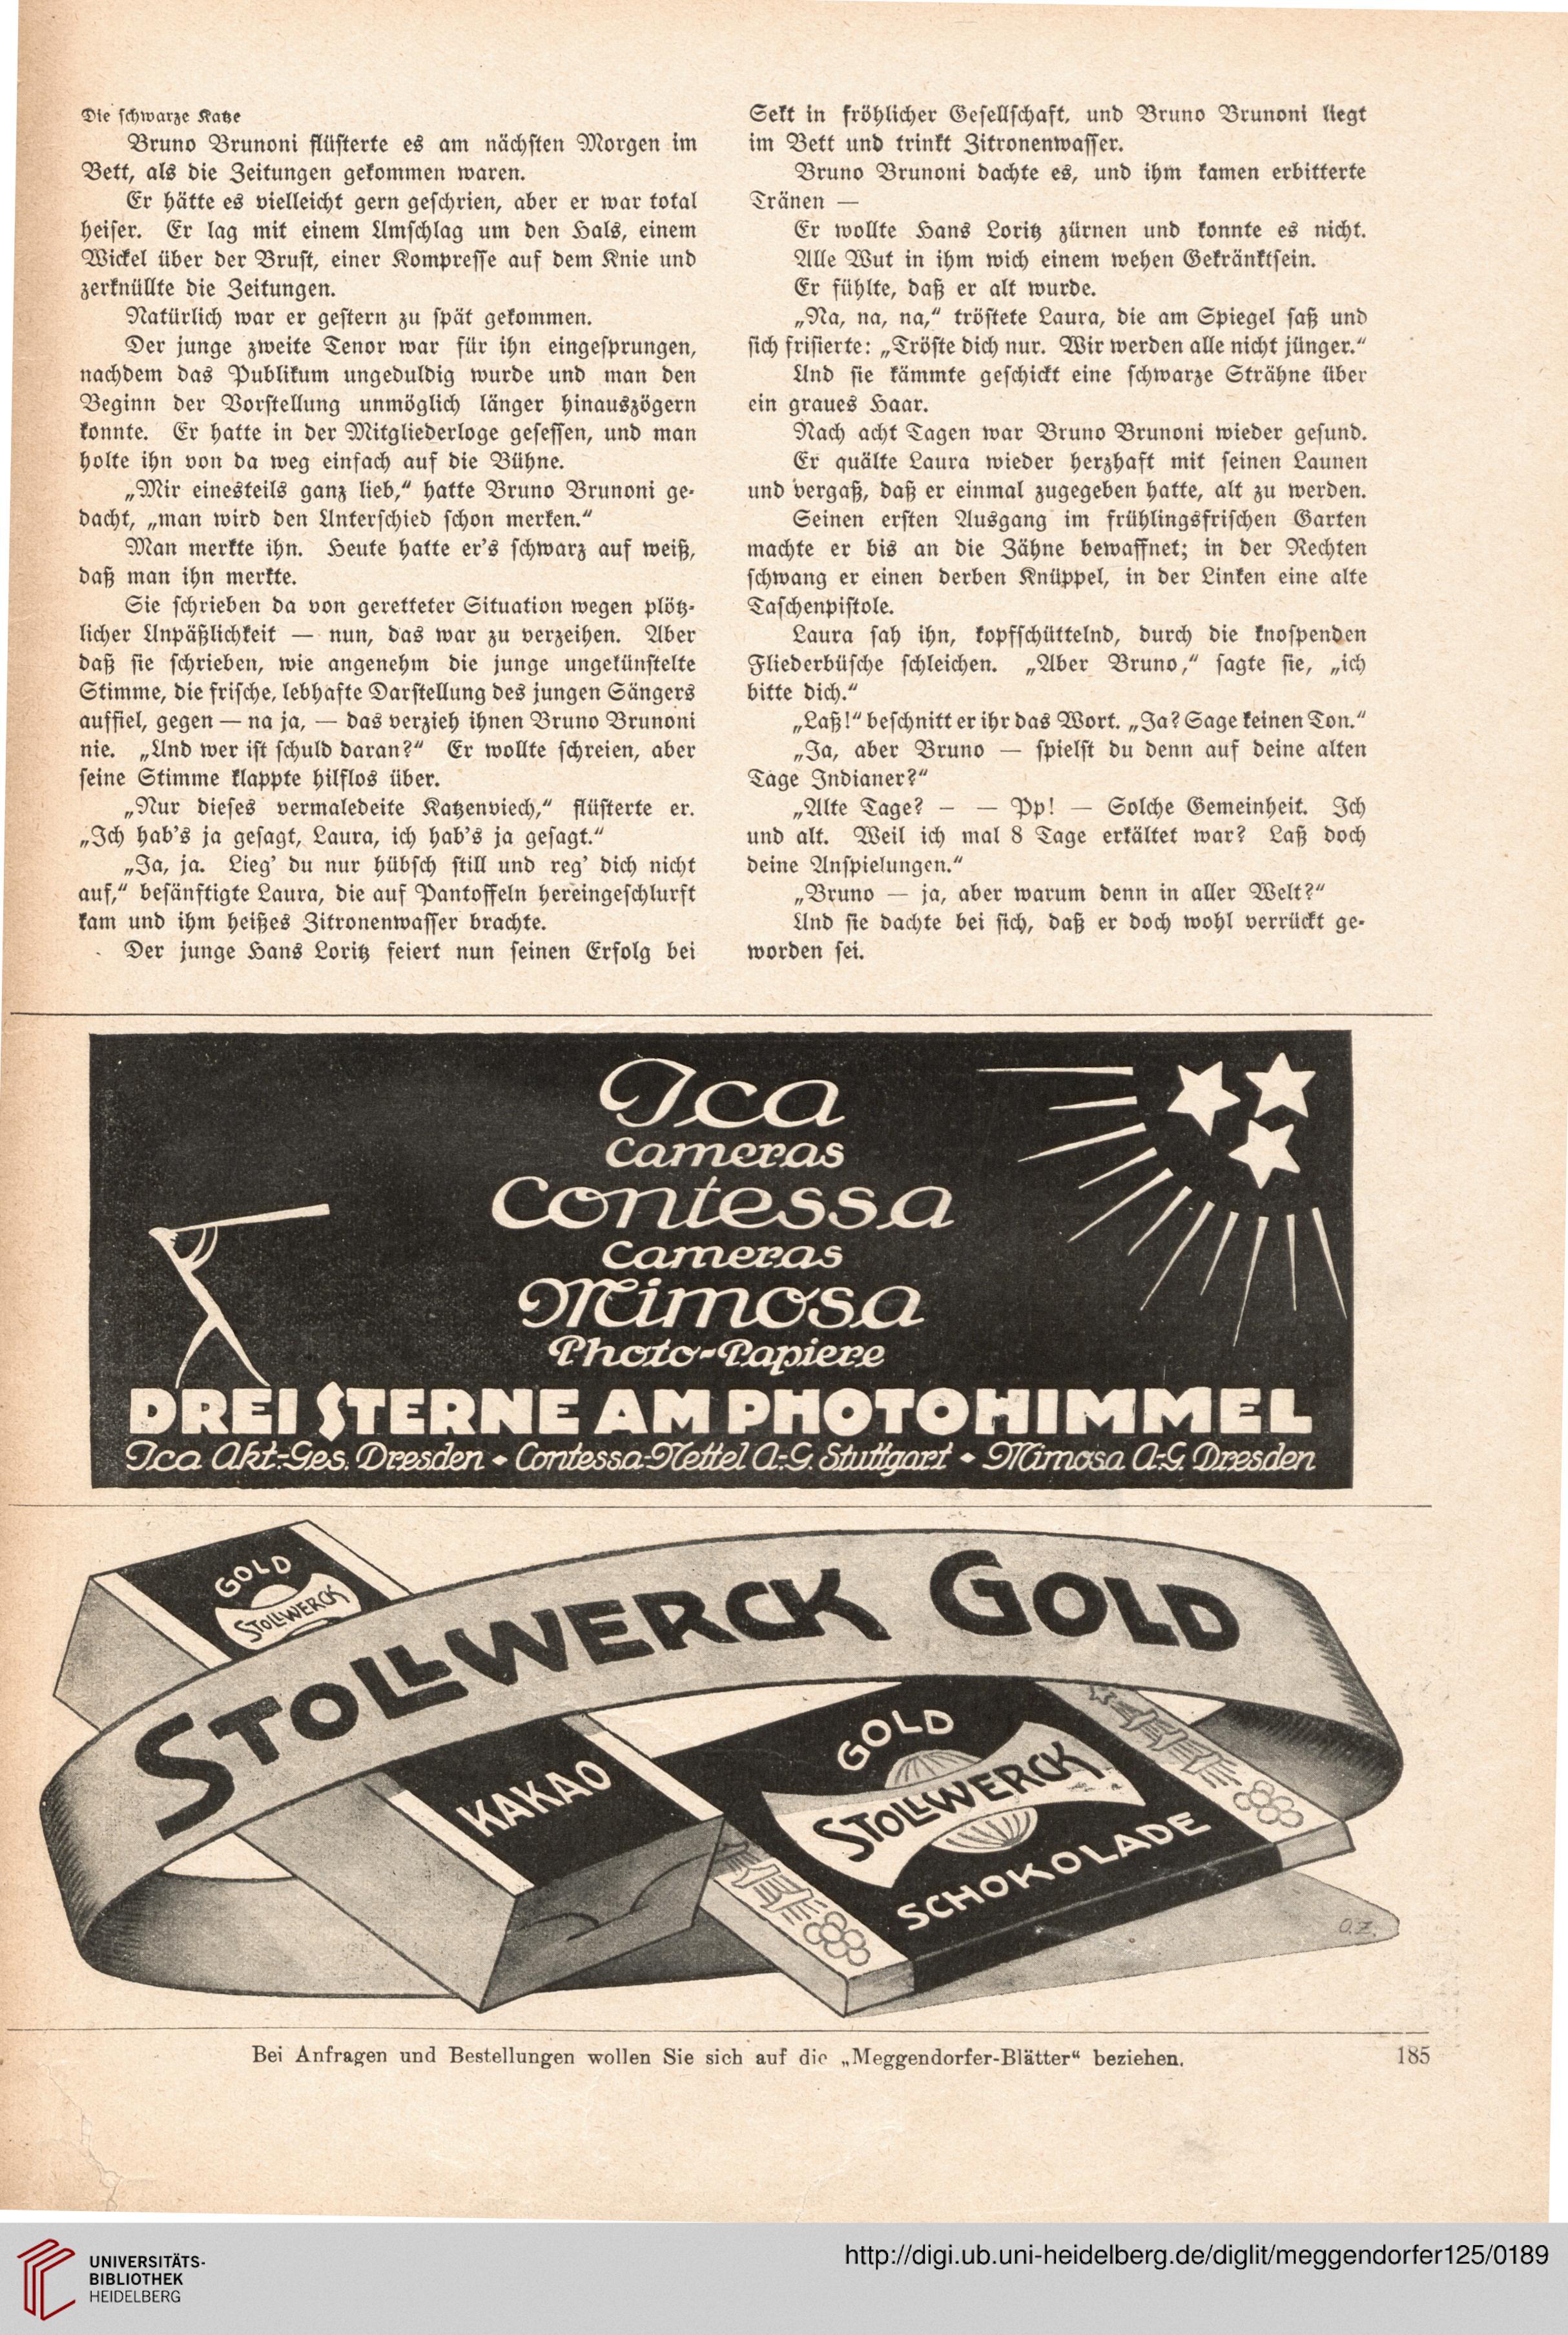 Die schwarze Katze
Bruno Brunoni flüsterte es am nächsten Morgen im
Bett, als die Zeitungen gekommen waren.
Er hätte es vielleicht gern geschrien, aber er war total
heiser. Er lag mit einem Umschlag um den Hals, einem
Wickel über der Brust, einer Kompresse auf dem Knie und
zerknüllte die Zeitungen.
Natürlich war er gestern zu spät gekommen.
Der junge zweite Tenor war für ihn eingesprungen,
nachdem das Publikum ungeduldig wurde und man den
Beginn der Vorstellung unmöglich länger hinauszögern
konnte. Er hatte in der Mitgliederloge gesessen, und man
holte ihn von da weg einfach auf die Bühne.
„Mir einesteils ganz lieb,“ hatte Bruno Brunoni ge-
dacht, „man wird den Unterschied schon merken.“
Man merkte ihn. Heute hatte er's schwarz auf weiß,
daß man ihn merkte.
Sie schrieben da von geretteter Situation wegen plötz-
licher Unpäßlichkeit — nun, das war zu verzeihen. Aber
daß sie schrieben, wie angenehm die junge ungekünstelte
Stimme, die frische, lebhafte Darstellung des jungen Sängers
auffiel, gegen — na ja, — das verzieh ihnen Bruno Brunoni
nie. „Und wer ist schuld daran?“ Er wollte schreien, aber
seine Stimme klappte hilflos über.
„Nur dieses vermaledeite Katzenviech,“ flüsterte er.
„Ich hab's ja gesagt, Laura, ich hab's ja gesagt.“
„Ja, ja. Lieg' du nur hübsch still und reg' dich nicht
auf,“ besänftigte Laura, die auf Pantoffeln hereingeschlurft
kam und ihm heißes Zitronenwasser brachte.
Der junge Hans Loritz feiert nun seinen Erfolg bei
Sekt in fröhlicher Gesellschaft, und Bruno Brunoni liegt
im Bett und trinkt Zitronenwasser.
Bruno Brunoni dachte es, und ihm kamen erbitterte
Tränen —
Er wollte Hans Loritz zürnen und konnte es nicht.
Alle Wut in ihm wich einem wehen Gekränktsein.
Er fühlte, daß er alt wurde.
„Na, na, na,“ tröstete Laura, die am Spiegel saß und
sich frisierte: „Tröste dich nur. Wir werden alle nicht jünger.“
Und sie kämmte geschickt eine schwarze Strähne über
ein graues Haar.
Nach acht Tagen war Bruno Brunoni wieder gesund.
Er quälte Laura wieder herzhaft mit seinen Launen
und vergaß, daß er einmal zugegeben hatte, alt zu werden.
Seinen ersten Ausgang im frühlingsfrischen Garten
machte er bis an die Zähne bewaffnet; in der Rechten
schwang er einen derben Knüppel, in der Linken eine alte
Taschenpistole.
Laura sah ihn, kopfschüttelnd, durch die knospenden
Fliederbüsche schleichen. „Aber Bruno,“ sagte sie, „ich
bitte dich.“
„Laß!“ beschnitt er ihr das Wort. „Ja? Sage keinen Ton.“
„Ja, aber Bruno — spielst du denn auf deine alten
Tage Indianer?“
„Alte Tage? — — Pp! — Solche Gemeinheit. Ich
und alt. Weil ich mal 8 Tage erkältet war? Laß doch
deine Anspielungen.“
„Bruno — ja, aber warum denn in aller Welt?“
Und sie dachte bei sich, daß er doch wohl verrückt ge-
worden sei.
Ica
Cameras
Contessa
Cameras
Mimosa
Photo-Papiere
DREI STERNE AM PHOTOHIMMEL
Ica Akt:-Ges. Dresden • Contessa-Nettel A:-G. Stuttgart • Mimosa A:-G. Dresden
GOLD
STOLLWERCK
STOLLWERCK GOLD
KAKAO
GOLD
STOLLWERCK
SCHOKOLADE
O.Z.
Bei Anfragen und Bestellungen wollen Sie sich auf die „Meggendorfer-Blätter“ beziehen.
185
UNIVERSITÄTS-
BIBLIOTHEK
HEIDELBERG
http://digi.ub.uni-heidelberg.de/diglit/meggendorfer125/0189